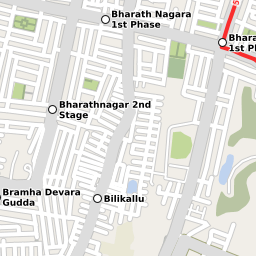 Bharath Nagara
1st Phase
Bhara
1st Ph
Bharathnagar 2nd
Stage
Bramha Devara
Gudda
Bilikallu